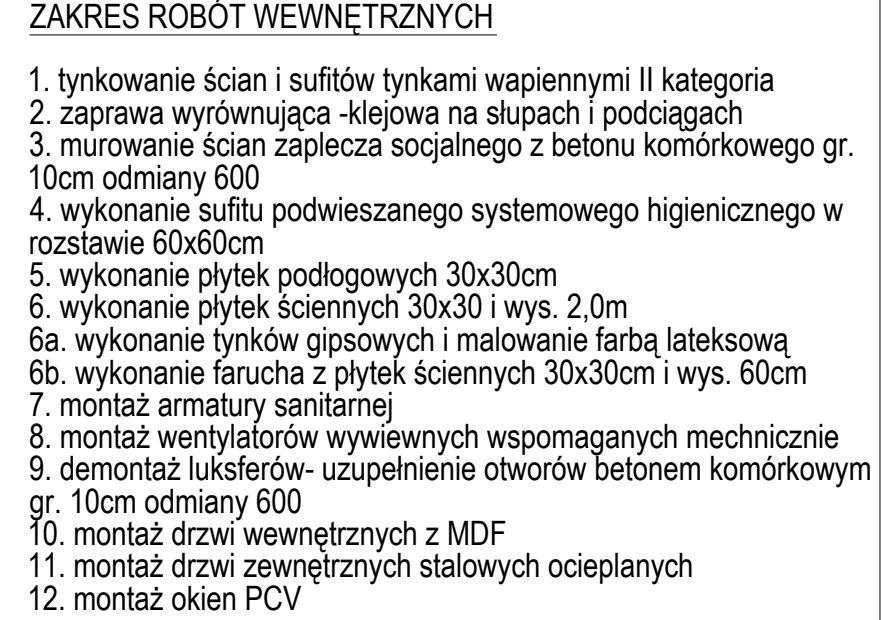 ZAKRES ROBÓT WEWNĘTRZNYCH
1. tynkowanie ścian i sufitów tynkami wapiennymi II kategoria
2. zaprawa wyrównująca -klejowa na słupach i podciągach
3. murowanie ścian zaplecza socjalnego z betonu komórkowego gr.
10cm odmiany 600
4. wykonanie sufitu podwieszanego systemowego higienicznego w
rozstawie 60x60cm
5. wykonanie płytek podłogowych 30x30cm
6. wykonanie płytek ściennych 30x30 i wys. 2,0m
6a. wykonanie tynków gipsowych i malowanie farbą lateksową
6b. wykonanie farucha z płytek ściennych 30x30cm i wys. 60cm
7. montaż armatury sanitarnej
8. montaż wentylatorów wywiewnych wspomaganych mechnicznie
9. demontaż luksferów- uzupełnienie otworów betonem komórkowym
gr. 10cm odmiany 600
10. montaż drzwi wewnętrznych z MDF
11. montaż drzwi zewnętrznych stalowych ocieplanych
12. montaż okien PCV